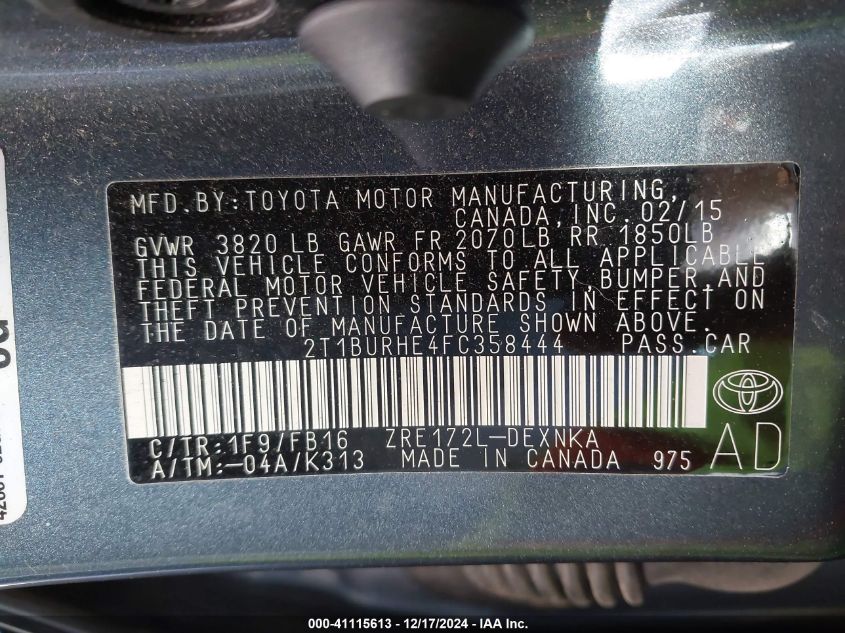 MFD.BY:TOYOTA MOTOR MANUFACTURING,
CANADA,INC. 02/15
GVWR 3820 LB GAWR FR 2070LB RR 1850LB
THIS VEHICLE CONFORMS TO ALL APPLICABLE
FEDERAL MOTOR VEHICLE SAFETY,BUMPER,AND
THEFT PREVENTION STANDARDS IN EFFECT ON
THE DATE OF MANUFACTURE SHOWN ABOVE.
2T1BURHE4FC358444 PASS.CAR
C/TR:1F9/FB16 ZRE172L-DEXNKA
A/TM:-04A/K313 MADE IN CANADA 975
AD
000-41115613 - 12/17/2024 - IAA Inc.